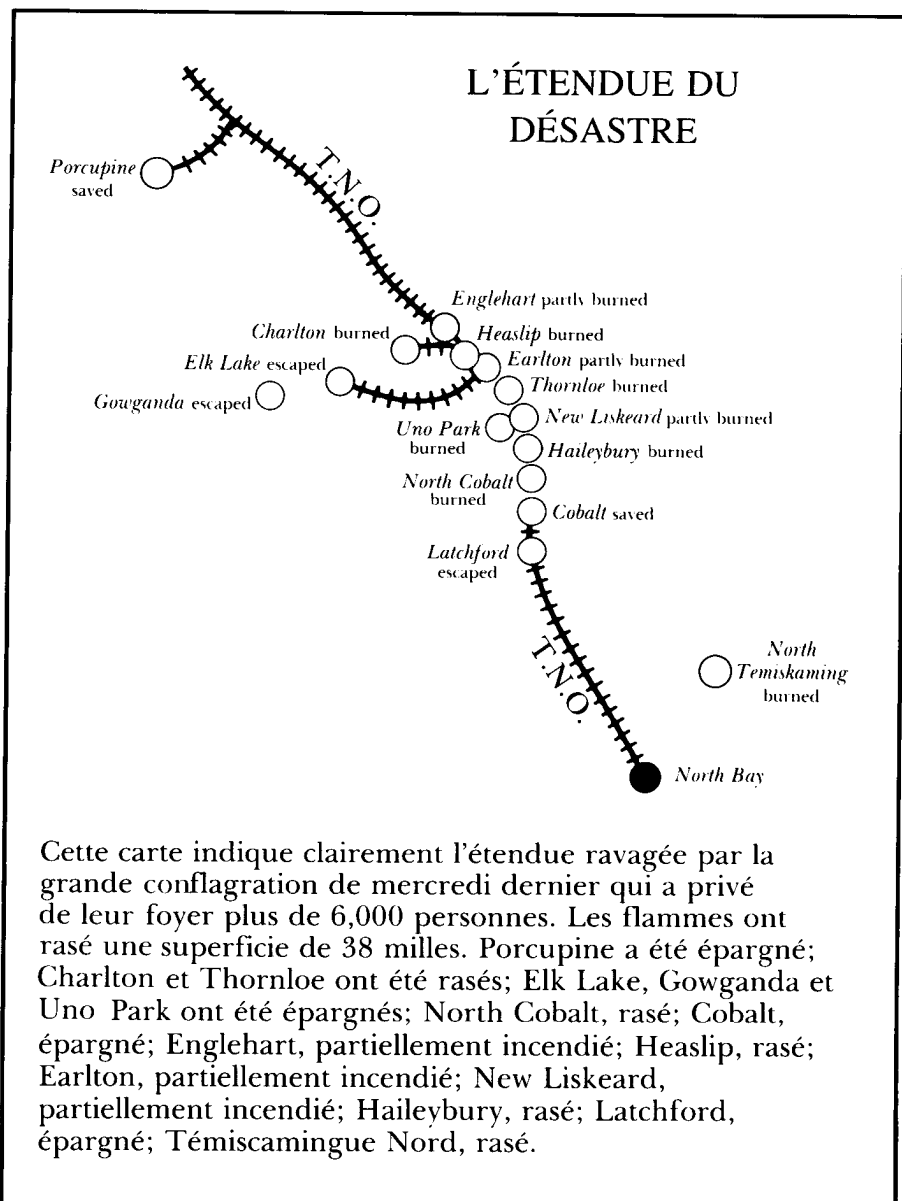 L'ÉTENDUE DU
DÉSASTRE
Porcupine
saved
T.N.O.
Englehart partly burned
Charlton burned
Heaslip burned
Elk Lake escaped
Earlton partly burned
Gowganda escaped
Thornloe burned
New Liskeard partly burned
Uno Park
burned
Haileybury burned
North Cobalt
burned
Cobalt saved
Latchford
escaped
T.N.O.
North
Temiskaming
burned
North Bay
Cette carte indique clairement l'étendue ravagée par la
grande conflagration de mercredi dernier qui a privé
de leur foyer plus de 6,000 personnes. Les flammes ont
rasé une superficie de 38 milles. Porcupine a été épargné;
Charlton et Thornloe ont été rasés; Elk Lake, Gowganda et
Uno Park ont été épargnés; North Cobalt, rasé; Cobalt,
épargné; Englehart, partiellement incendié; Heaslip, rasé;
Earlton, partiellement incendié; New Liskeard,
partiellement incendié; Haileybury, rasé; Latchford,
épargné; Témiscamingue Nord, rasé.